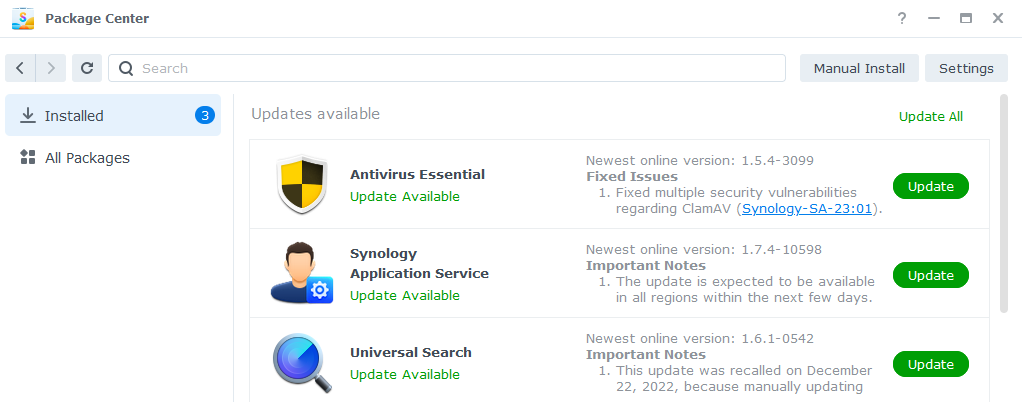 Package Center
Search
Manual Install
Settings
Installed
3
All Packages
Updates available
Update All
Antivirus Essential
Update Available
Newest online version: 1.5.4-3099
Fixed Issues
1. Fixed multiple security vulnerabilities
regarding ClamAV (Synology-SA-23:01).
Update
Synology
Application Service
Update Available
Newest online version: 1.7.4-10598
Important Notes
1. The update is expected to be available
in all regions within the next few days.
Update
Universal Search
Update Available
Newest online version: 1.6.1-0542
Important Notes
1. This update was recalled on December
22, 2022, because manually updating
Update